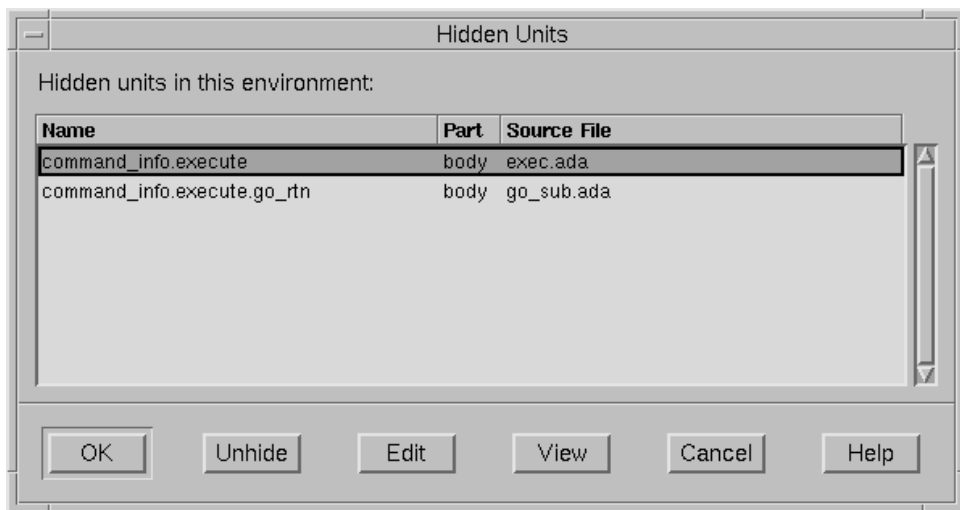 Hidden Units
Hidden units in this environment:
Name Part Source File
command_info.execute body exec.ada
command_info.execute.go_rtn body go_sub.ada
OK Unhide Edit View Cancel Help